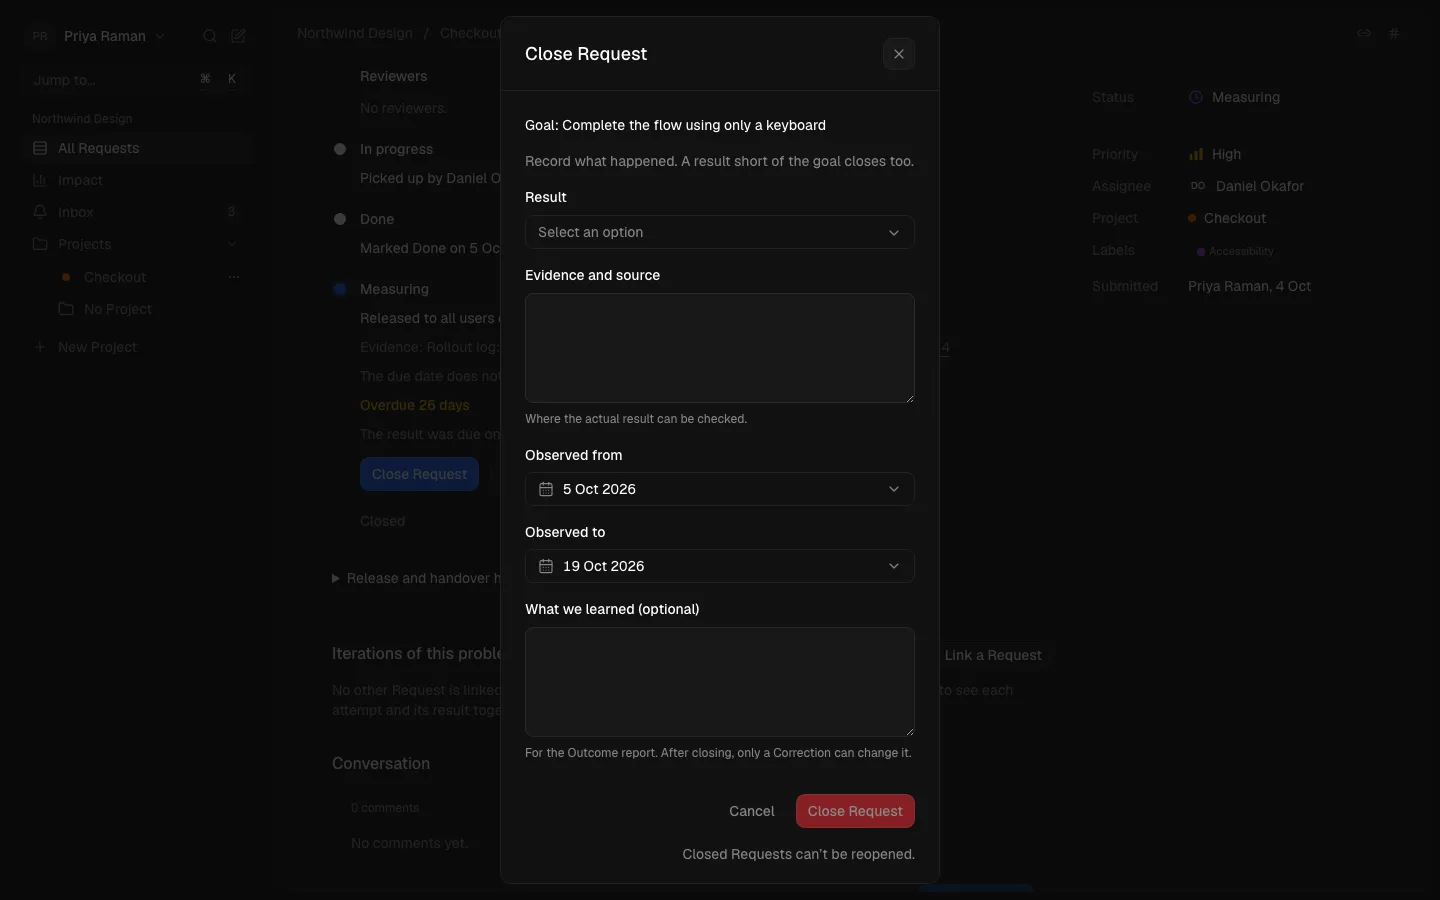 PR Priya Raman
Jump to... ⌘ K
Northwind Design
All Requests
Impact
Inbox 3
Projects
Checkout ...
No Project
New Project
Northwind Design / Checkout
#
Reviewers
No reviewers.
In progress
Picked up by Daniel O
Done
Marked Done on 5 Oc
Measuring
Released to all users
Evidence: Rollout log:
4
The due date does not
Overdue 26 days
The result was due on
Close Request
Closed
Release and handover h
Iterations of this proble
Link a Request
No other Request is linked
to see each
attempt and its result toge
Conversation
0 comments
No comments yet.
Close Request
Goal: Complete the flow using only a keyboard
Record what happened. A result short of the goal closes too.
Result
Select an option
Evidence and source
Where the actual result can be checked.
Observed from
5 Oct 2026
Observed to
19 Oct 2026
What we learned (optional)
For the Outcome report. After closing, only a Correction can change it.
Cancel
Close Request
Closed Requests can't be reopened.
Status Measuring
Priority High
Assignee DO Daniel Okafor
Project Checkout
Labels Accessibility
Submitted Priya Raman, 4 Oct